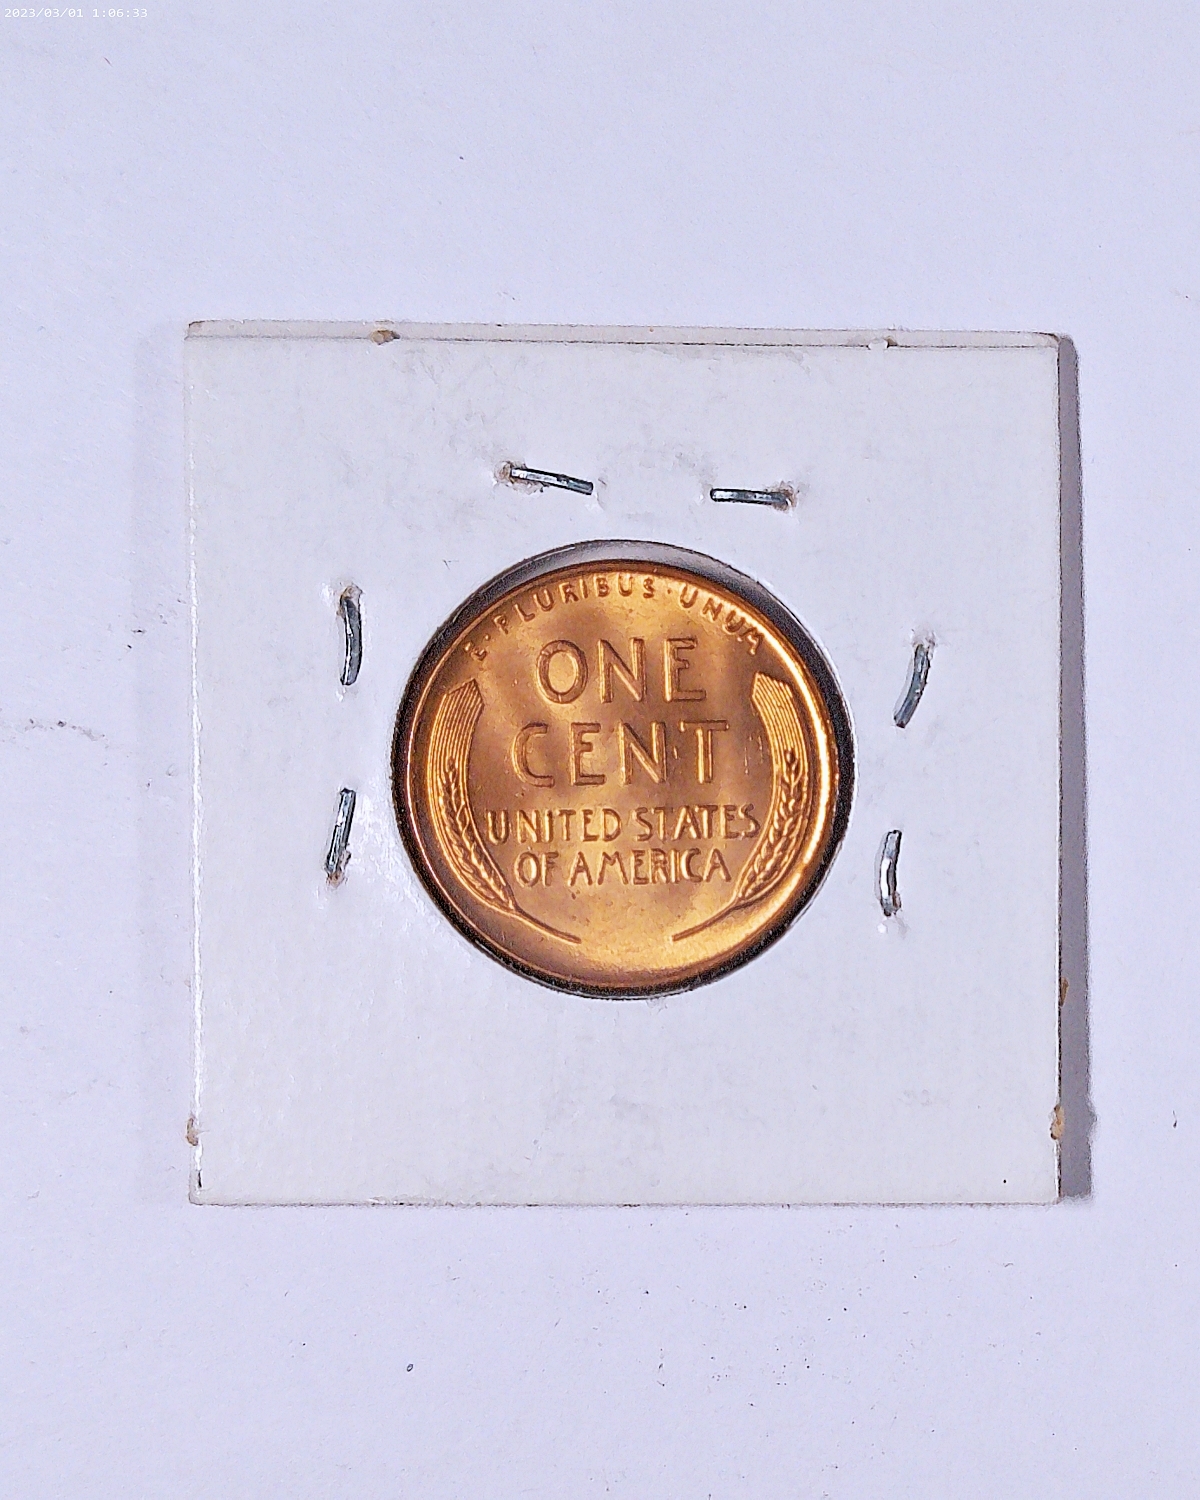 2023/03/01 1:06:33
E·PLURIBUS·UNUM
ONE
CENT
UNITED STATES
OF AMERICA